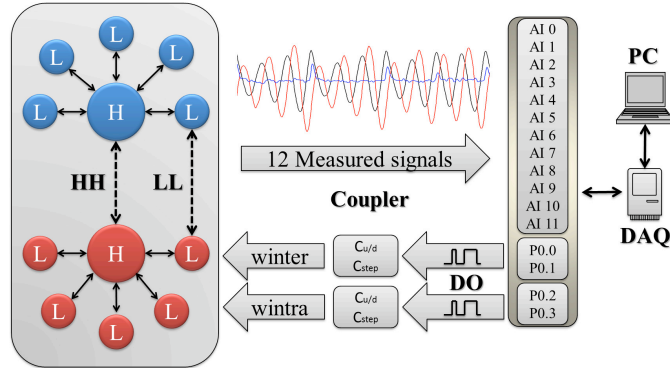 L
L
L
L
H
L
HH
LL
L
H
L
L
L
L
12 Measured signals
Coupler
winter
Cu/d
Cstep
DO
wintra
Cu/d
Cstep
AI 0
AI 1
AI 2
AI 3
AI 4
AI 5
AI 6
AI 7
AI 8
AI 9
AI 10
AI 11
P0.0
P0.1
P0.2
P0.3
PC
DAQ